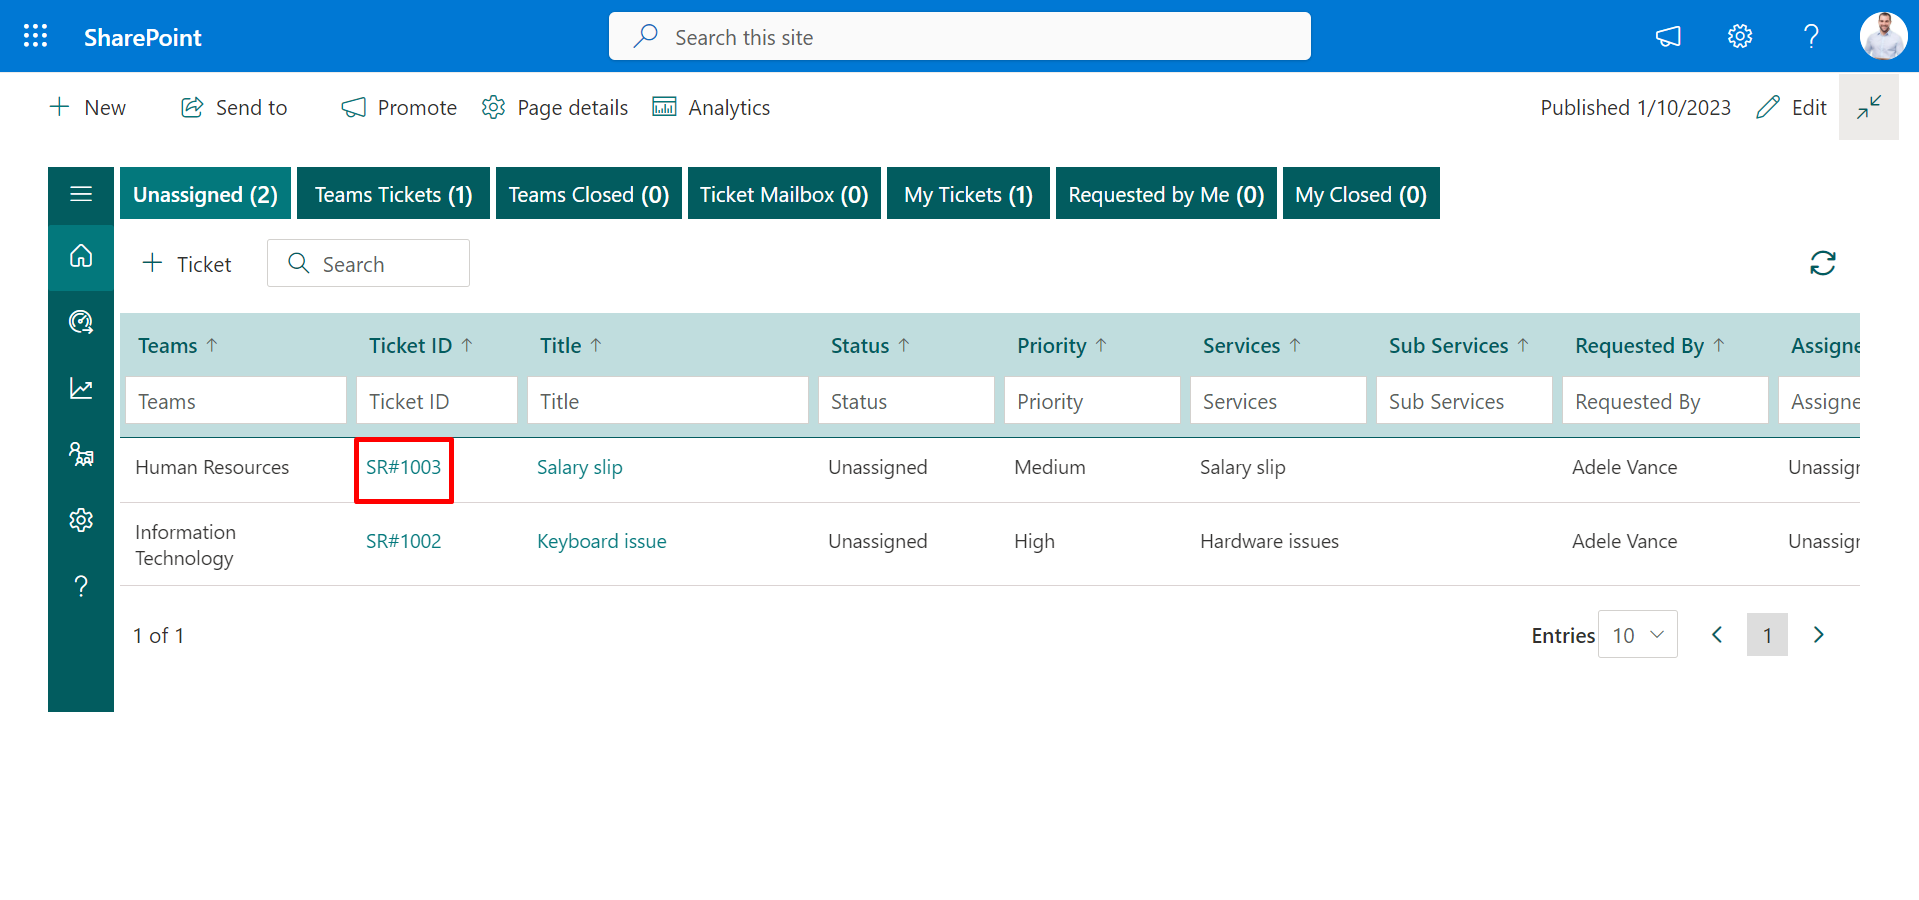 SharePoint
Search this site
New
Send to
Promote
Page details
Analytics
Published 1/10/2023
Edit
Unassigned (2)
Teams Tickets (1)
Teams Closed (0)
Ticket Mailbox (0)
My Tickets (1)
Requested by Me (0)
My Closed (0)
Ticket
Search
Teams ↑ Ticket ID ↑ Title ↑ Status ↑ Priority ↑ Services ↑ Sub Services ↑ Requested By ↑ Assigne
Teams Ticket ID Title Status Priority Services Sub Services Requested By Assigne
Human Resources SR#1003 Salary slip Unassigned Medium Salary slip Adele Vance Unassigr
Information
Technology
SR#1002 Keyboard issue Unassigned High Hardware issues Adele Vance Unassigr
1 of 1
Entries 10
1